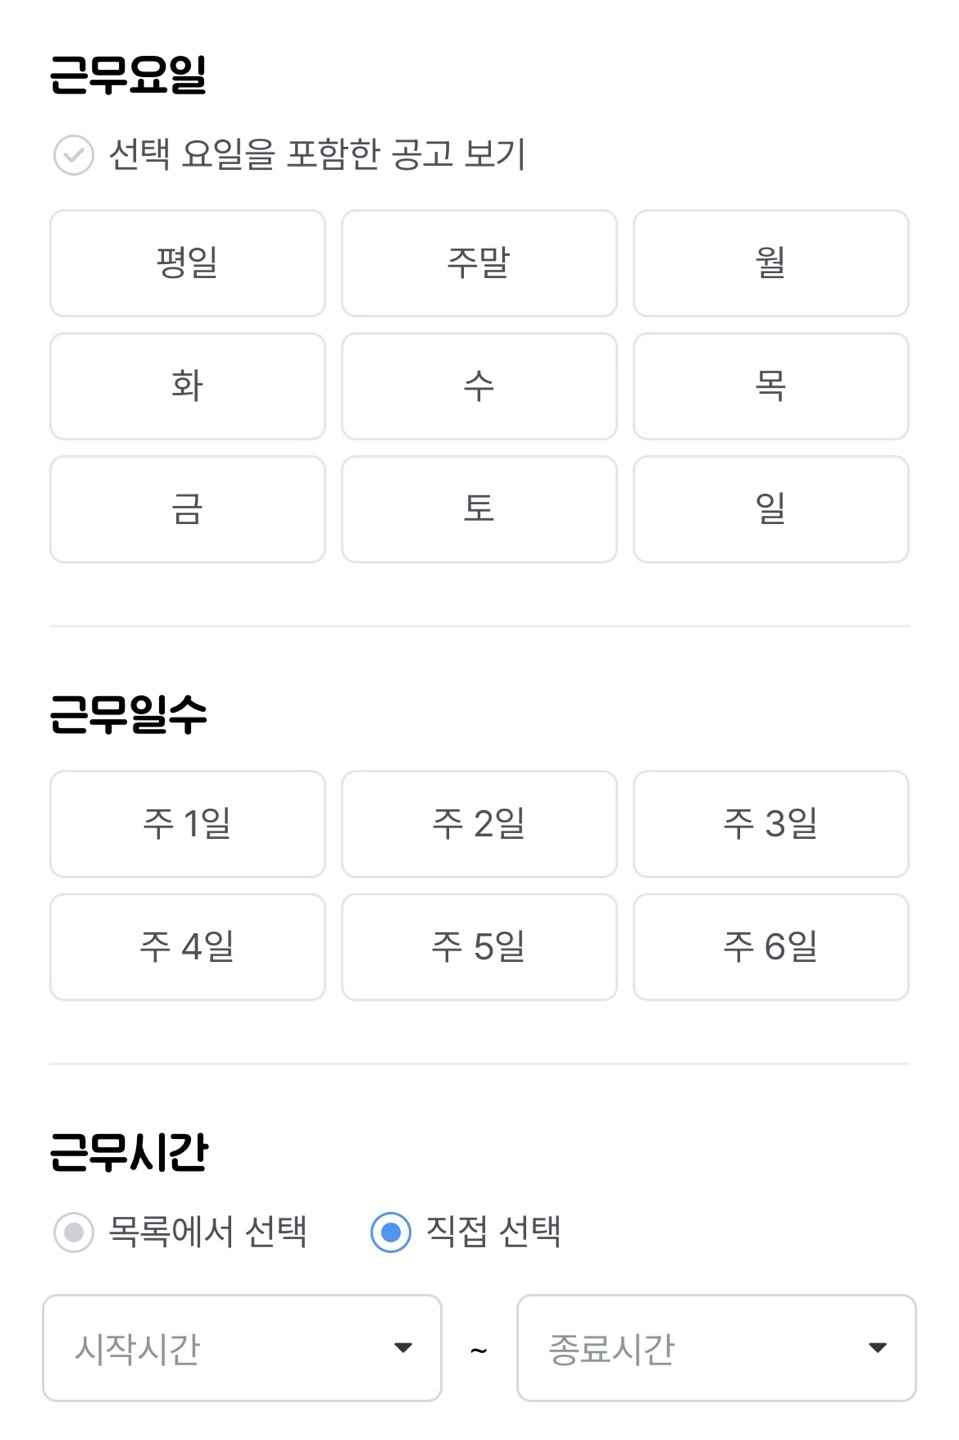 근무요일
선택 요일을 포함한 공고 보기
평일 주말 월
화 수 목
금 토 일
근무일수
주 1일 주 2일 주 3일
주 4일 주 5일 주 6일
근무시간
목록에서 선택 직접 선택
시작시간 ~ 종료시간